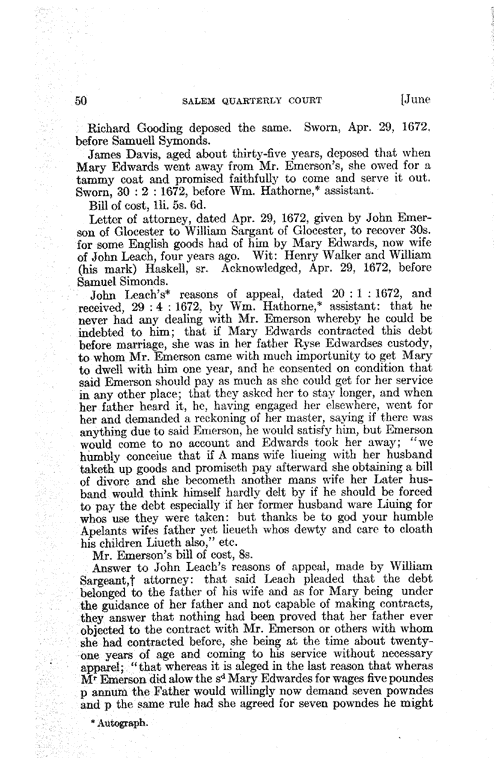 50 SALEM QUARTERLY COURT [June
Richard Gooding deposed the same. Sworn, Apr. 29, 1672,
before Samuell Symonds.
James Davis, aged about thirty-five years, deposed that when
Mary Edwards went away from Mr. Emerson's, she owed for a
tammy coat and promised faithfully to come and serve it out.
Sworn, 30 : 2 : 1672, before Wm. Hathorne,* assistant.
Bill of cost, 1li. 5s. 6d.
Letter of attorney, dated Apr. 29, 1672, given by John Emer-
son of Glocester to William Sargant of Glocester, to recover 30s.
for some English goods had of him by Mary Edwards, now wife
of John Leach, four years ago. Wit: Henry Walker and William
(his mark) Haskell, sr. Acknowledged, Apr. 29, 1672, before
Samuel Simonds.
John Leach's* reasons of appeal, dated 20 : 1 : 1672, and
received, 29 : 4 : 1672, by Wm. Hathorne,* assistant: that he
never had any dealing with Mr. Emerson whereby he could be
indebted to him; that if Mary Edwards contracted this debt
before marriage, she was in her father Ryse Edwardses custody,
to whom Mr. Emerson came with much importunity to get Mary
to dwell with him one year, and he consented on condition that
said Emerson should pay as much as she could get for her service
in any other place; that they asked her to stay longer, and when
her father heard it, he, having engaged her elsewhere, went for
her and demanded a reckoning of her master, saying if there was
anything due to said Emerson, he would satisfy him, but Emerson
would come to no account and Edwards took her away; "we
humbly conceiue that if A mans wife liueing with her husband
taketh up goods and promiseth pay afterward she obtaining a bill
of divorc and she becometh another mans wife her Later hus-
band would think himself hardly delt by if he should be forced
to pay the debt especially if her former husband ware Liuing for
whos use they were taken: but thanks be to god your humble
Apelants wifes father yet lieueth whos dewty and care to cloath
his children Liueth also," etc.
Mr. Emerson's bill of cost, 8s.
Answer to John Leach's reasons of appeal, made by William
Sargeant,† attorney: that said Leach pleaded that the debt
belonged to the father of his wife and as for Mary being under
the guidance of her father and not capable of making contracts,
they answer that nothing had been proved that her father ever
objected to the contract with Mr. Emerson or others with whom
she had contracted before, she being at the time about twenty-
one years of age and coming to his service without necessary
apparel; "that whereas it is aleged in the last reason that wheras
Mr Emerson did alow the sd Mary Edwardes for wages five poundes
p annum the Father would willingly now demand seven powndes
and p the same rule had she agreed for seven powndes he might
* Autograph.